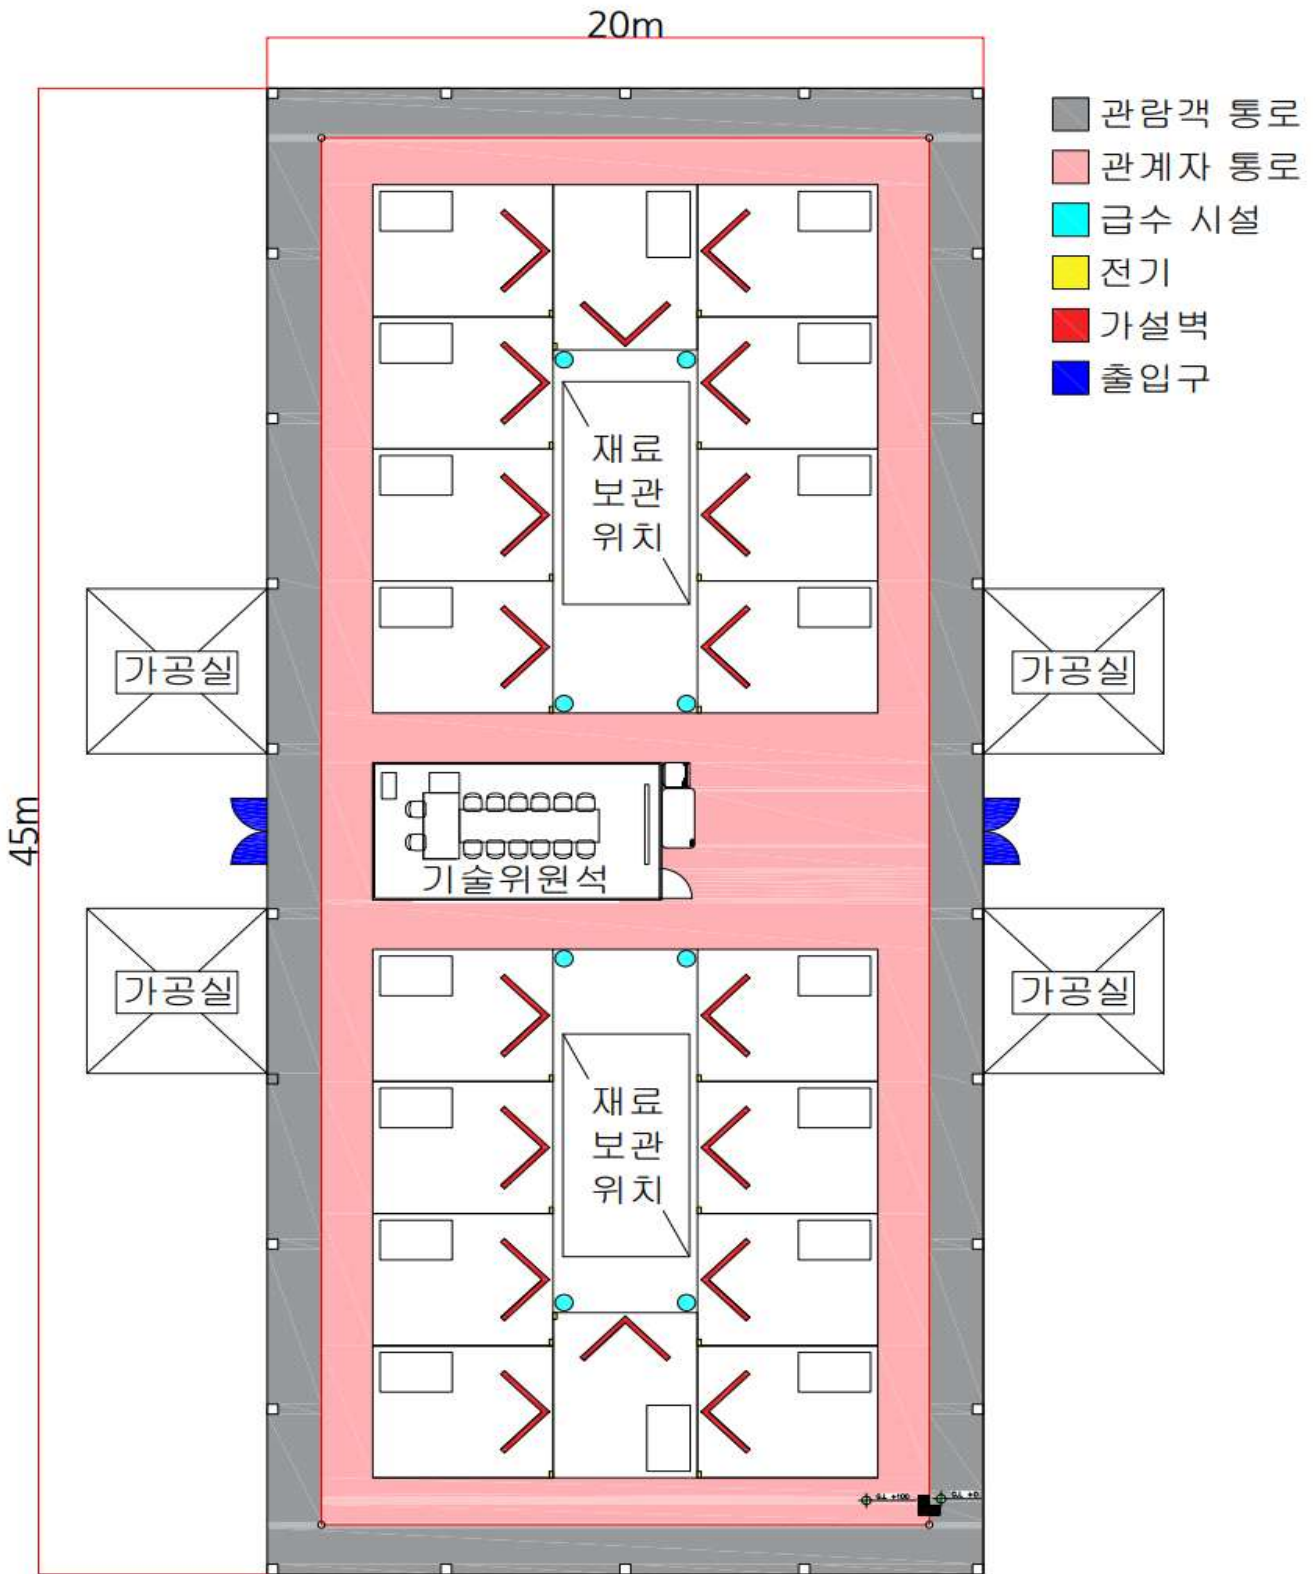 20m
관람객 통로
관계자 통로
급수 시설
전기
가설벽
출입구
재료
보관
위치
가공실
가공실
45m
기술위원석
가공실
가공실
재료
보관
위치